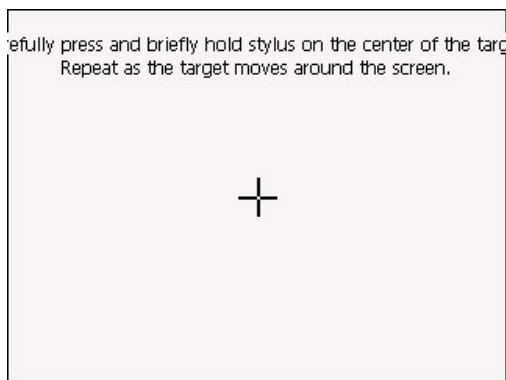 efully press and briefly hold stylus on the center of the targ
Repeat as the target moves around the screen.